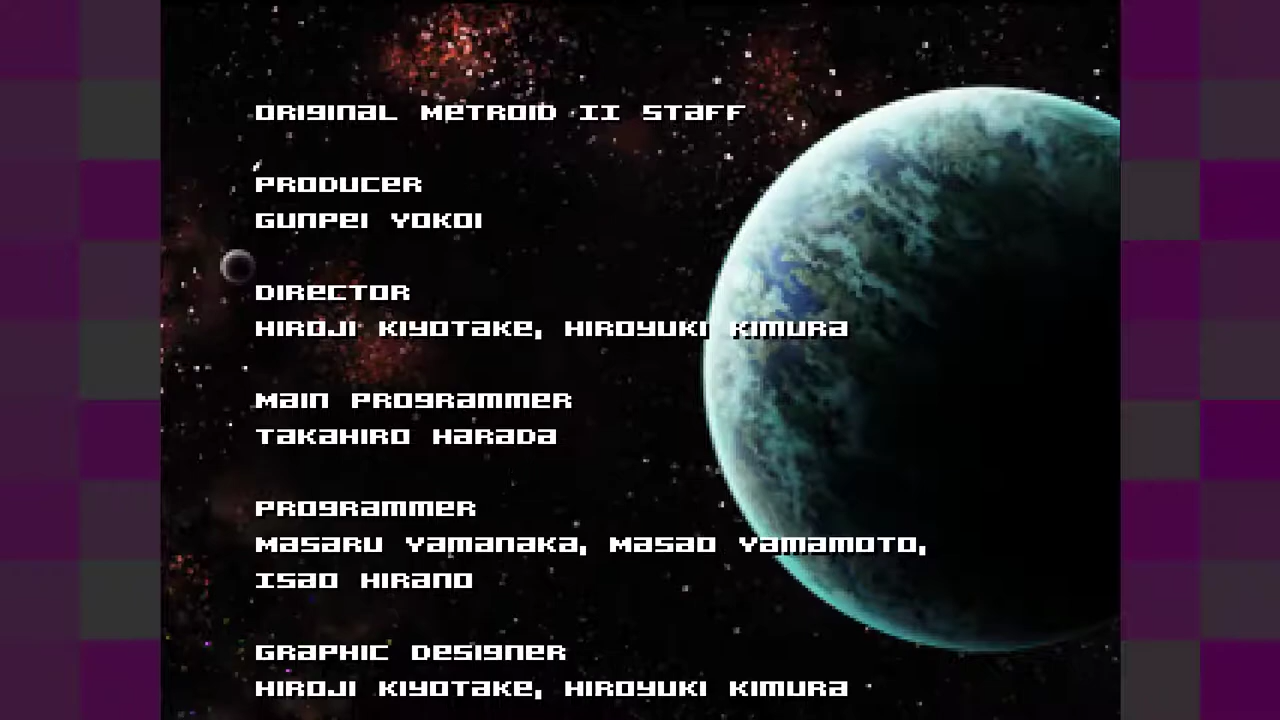 ORIGINAL METROID II STAFF
PRODUCER
GUNPEI YOKOI
DIRECTOR
HIROJI KIYOTAKE, HIROYUKI KIMURA
MAIN PROGRAMMER
TAKAHIRO HARADA
PROGRAMMER
MASARU YAMANAKA, MASAO YAMAMOTO,
ISAO HIRANO
GRAPHIC DESIGNER
HIROJI KIYOTAKE, HIROYUKI KIMURA